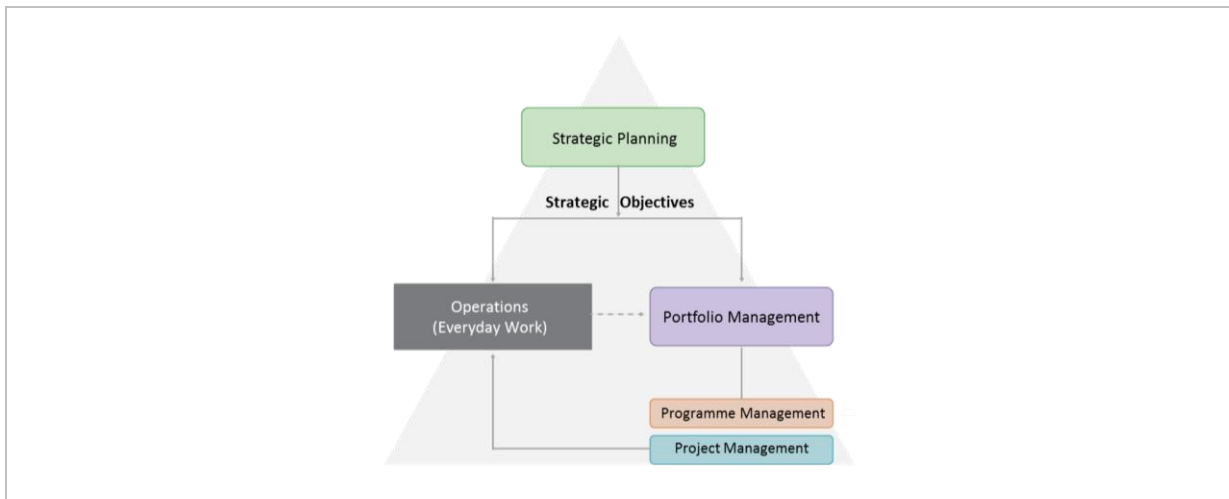 Strategic Planning
Strategic Objectives
Operations
(Everyday Work)
Portfolio Management
Programme Management
Project Management